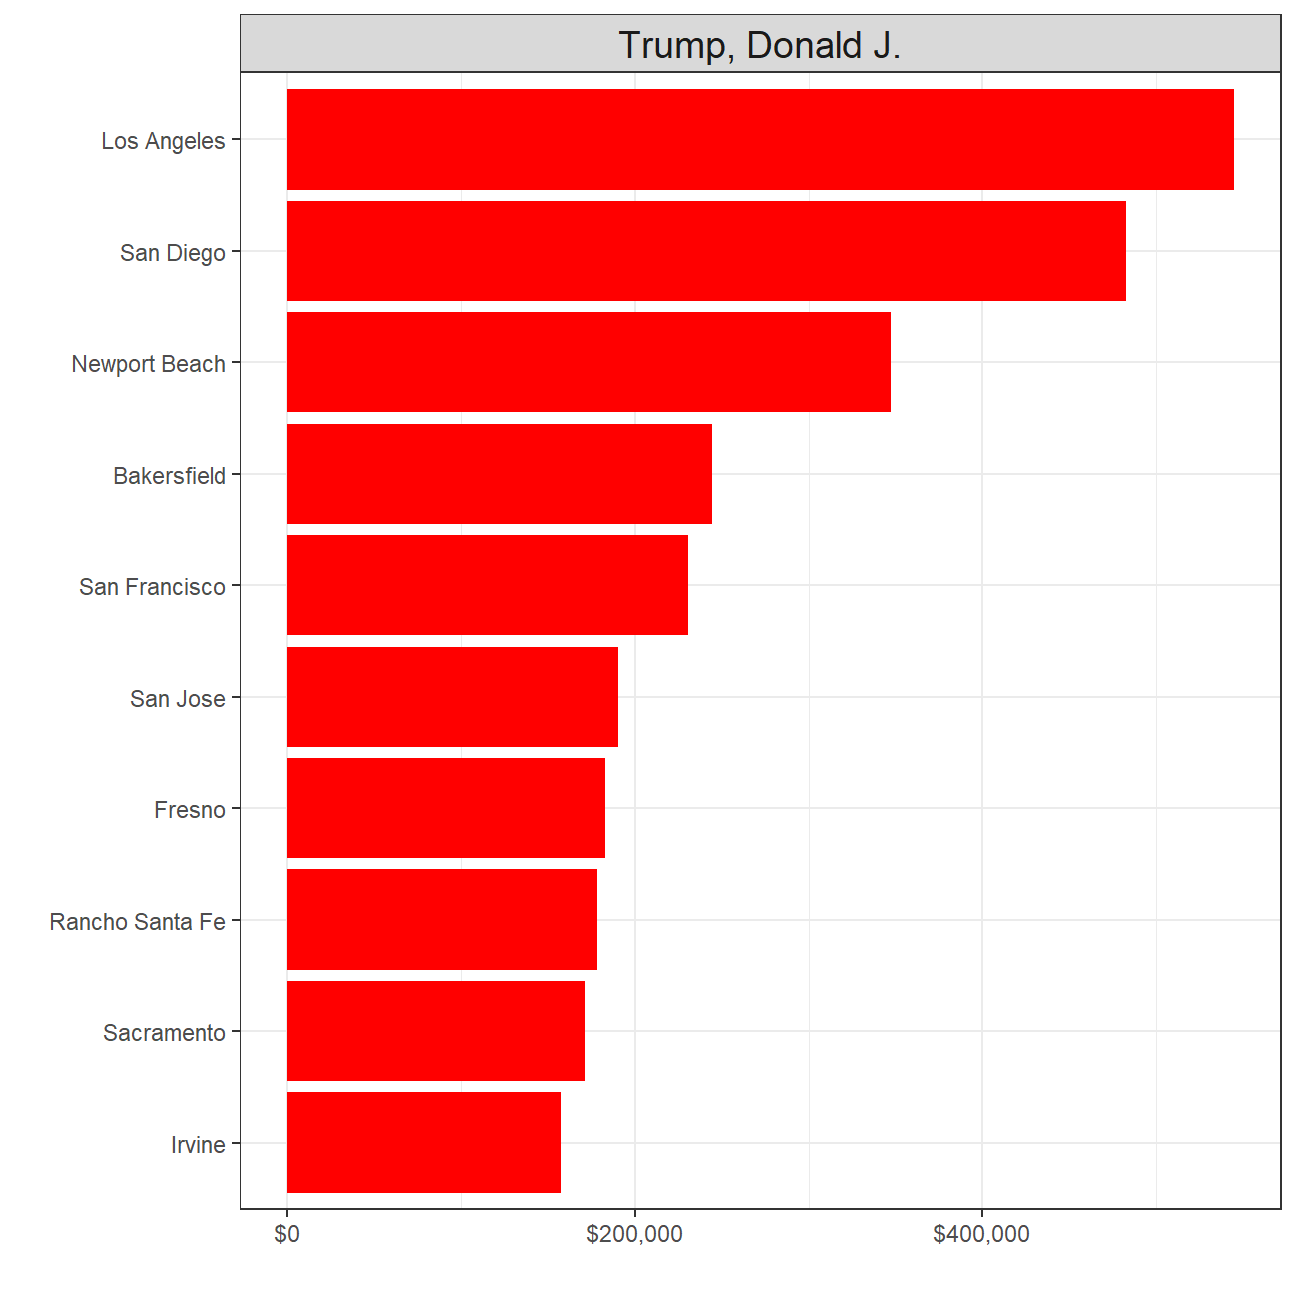 Trump, Donald J.
Los Angeles
San Diego
Newport Beach
Bakersfield
San Francisco
San Jose
Fresno
Rancho Santa Fe
Sacramento
Irvine
$0 $200,000 $400,000